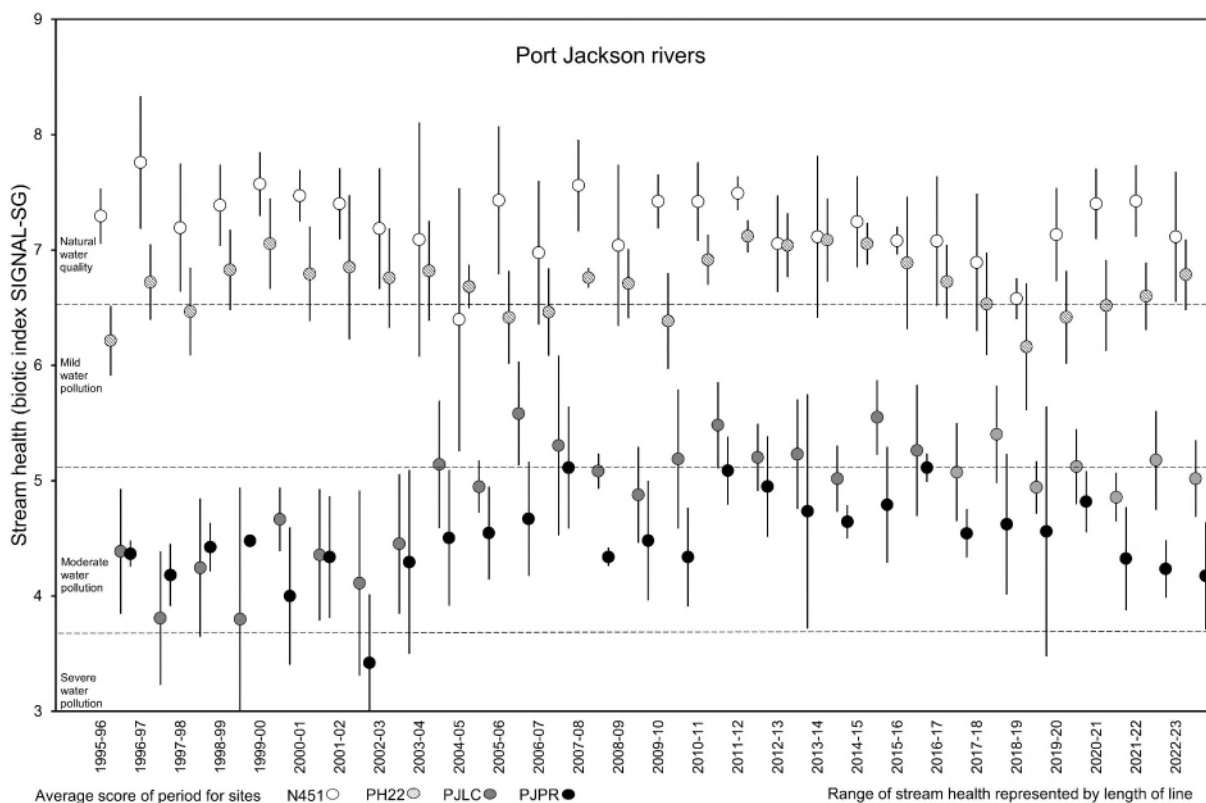 Port Jackson rivers
Stream health (biotic index SIGNAL-SG)
9
8
7
6
5
4
3
Natural
water
quality
Mild
water
pollution
Moderate
water
pollution
Severe
water
pollution
1995-96
1996-97
1997-98
1998-99
1999-00
2000-01
2001-02
2002-03
2003-04
2004-05
2005-06
2006-07
2007-08
2008-09
2009-10
2010-11
2011-12
2012-13
2013-14
2014-15
2015-16
2016-17
2017-18
2018-19
2019-20
2020-21
2021-22
2022-23
Average score of period for sites N451 PH22 PJLC PJPR Range of stream health represented by length of line